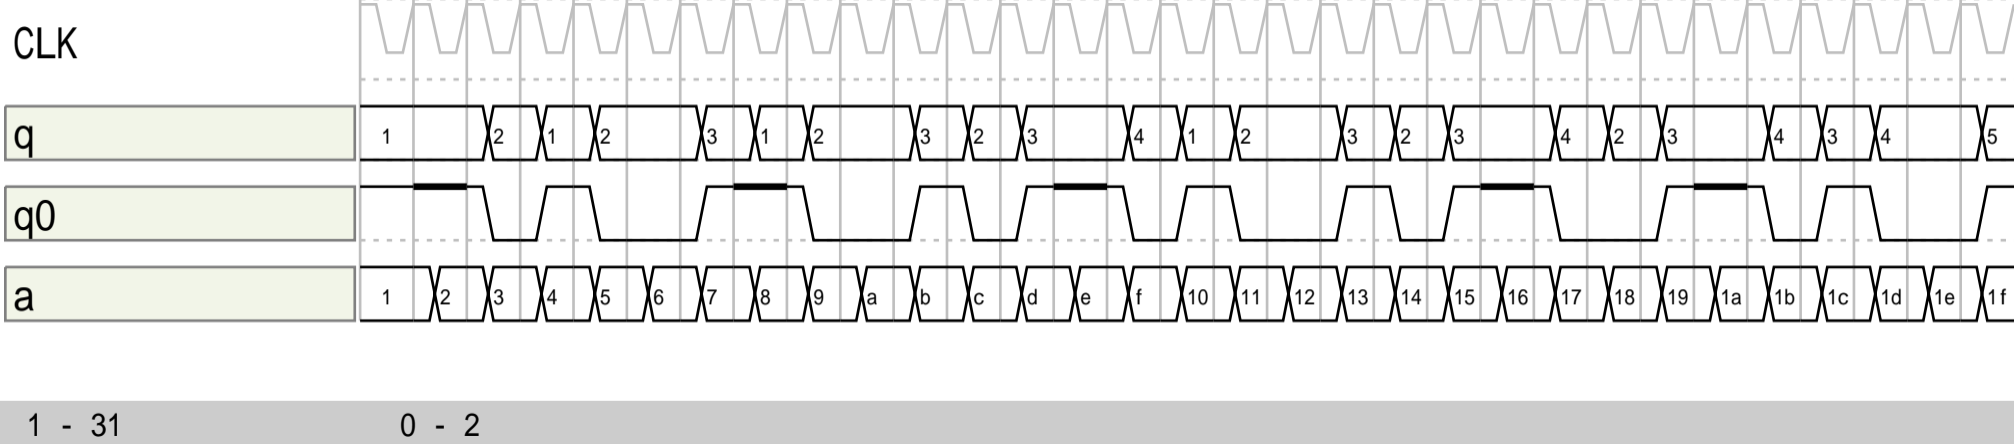 CLK
q 1 2 1 2 3 1 2 3 2 3 4 1 2 3 2 3 4 2 3 4 3 4 5
q0
a 1 2 3 4 5 6 7 8 9 a b c d e f 10 11 12 13 14 15 16 17 18 19 1a 1b 1c 1d 1e 1f
1 - 31 0 - 2